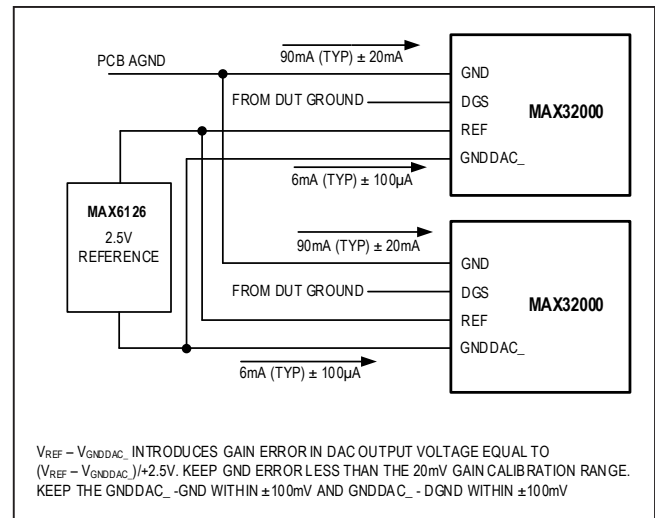 PCB AGND
90mA (TYP) ± 20mA
GND
FROM DUT GROUND
DGS
MAX32000
REF
GNDDAC_
6mA (TYP) ± 100µA
MAX6126
2.5V
REFERENCE
90mA (TYP) ± 20mA
GND
FROM DUT GROUND
DGS
MAX32000
REF
GNDDAC_
6mA (TYP) ± 100µA
VREF – VGNDDAC_ INTRODUCES GAIN ERROR IN DAC OUTPUT VOLTAGE EQUAL TO
(VREF – VGNDDAC_)/+2.5V. KEEP GND ERROR LESS THAN THE 20mV GAIN CALIBRATION RANGE.
KEEP THE GNDDAC_ -GND WITHIN ±100mV AND GNDDAC_ - DGND WITHIN ±100mV